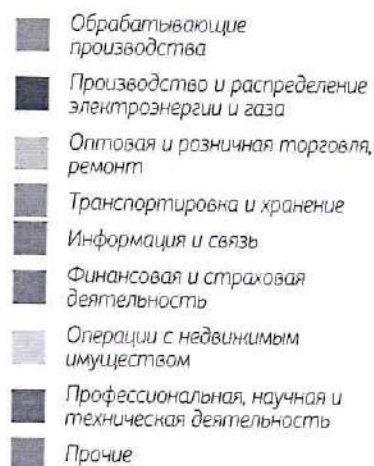 Обрабатывающие
производства
Производство и распределение
электроэнергии и газа
Оптовая и розничная торговля,
ремонт
Транспортировка и хранение
Информация и связь
Финансовая и страховая
деятельность
Операции с недвижимым
имуществом
Профессиональная, научная и
техническая деятельность
Прочие